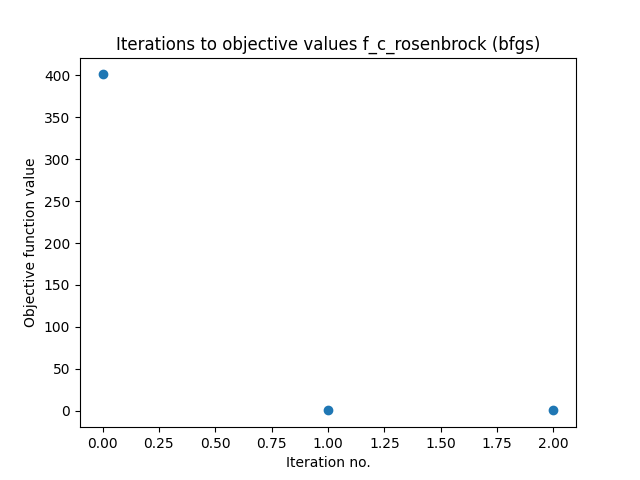 Iterations to objective values f_c_rosenbrock (bfgs)
Objective function value
400
350
300
250
200
150
100
50
0
0.00 0.25 0.50 0.75 1.00 1.25 1.50 1.75 2.00
Iteration no.